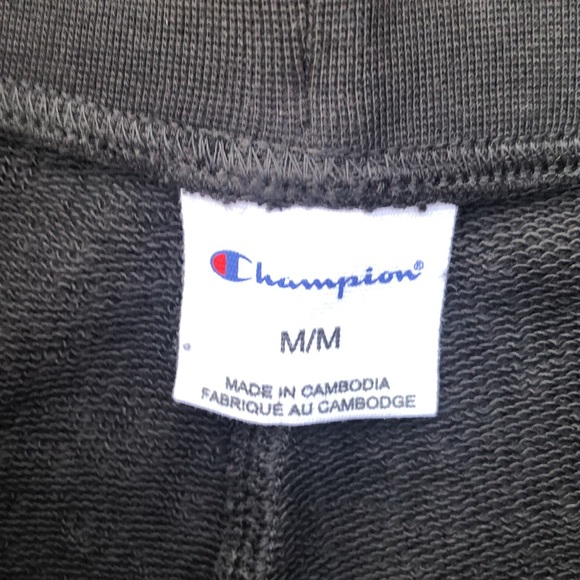 Champion®
M/M
MADE IN CAMBODIA
FABRIQUÉ AU CAMBODGE